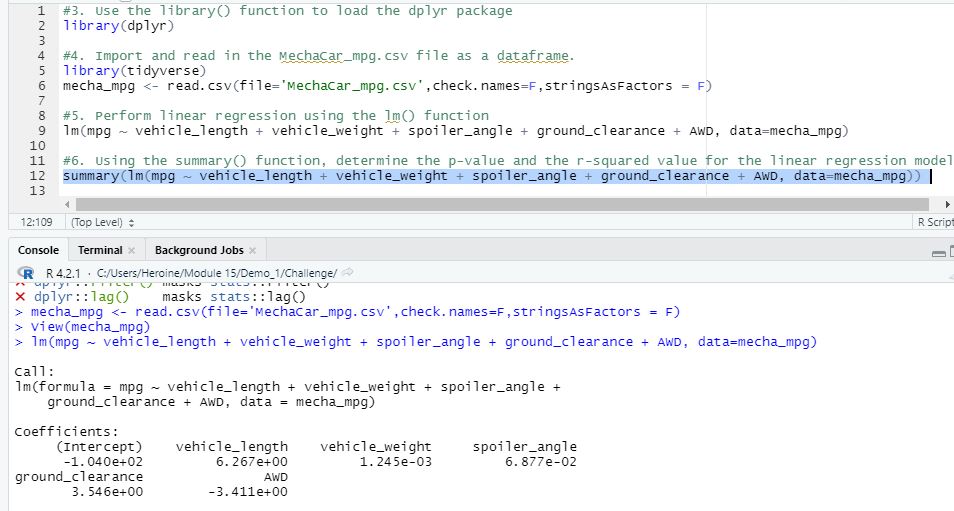 1 #3. Use the library() function to load the dplyr package
2 library(dplyr)
3
4 #4. Import and read in the MechaCar_mpg.csv file as a dataframe.
5 library(tidyverse)
6 mecha_mpg <- read.csv(file='MechaCar_mpg.csv',check.names=F,stringsAsFactors = F)
7
8 #5. Perform linear regression using the lm() function
9 lm(mpg ~ vehicle_length + vehicle_weight + spoiler_angle + ground_clearance + AWD, data=mecha_mpg)
10
11 #6. Using the summary() function, determine the p-value and the r-squared value for the linear regression model
12 summary(lm(mpg ~ vehicle_length + vehicle_weight + spoiler_angle + ground_clearance + AWD, data=mecha_mpg))
13
12:109 (Top Level) R Script
Console Terminal Background Jobs
R 4.2.1 · C:/Users/Heroine/Module 15/Demo_1/Challenge/
x dplyr::filter() masks stats::filter()
x dplyr::lag() masks stats::lag()
> mecha_mpg <- read.csv(file='MechaCar_mpg.csv',check.names=F,stringsAsFactors = F)
> View(mecha_mpg)
> lm(mpg ~ vehicle_length + vehicle_weight + spoiler_angle + ground_clearance + AWD, data=mecha_mpg)
Call:
lm(formula = mpg ~ vehicle_length + vehicle_weight + spoiler_angle +
ground_clearance + AWD, data = mecha_mpg)
Coefficients:
(Intercept) vehicle_length vehicle_weight spoiler_angle
-1.040e+02 6.267e+00 1.245e-03 6.877e-02
ground_clearance AWD
3.546e+00 -3.411e+00